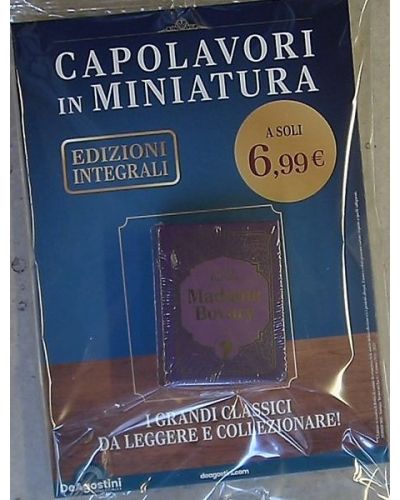 CAPOLAVORI
IN MINIATURA
EDIZIONI
INTEGRALI
A SOLI
6,99€
Madame
Bovary
I GRANDI CLASSICI
DA LEGGERE E COLLEZIONARE!
DeAgostini
deagostini.com